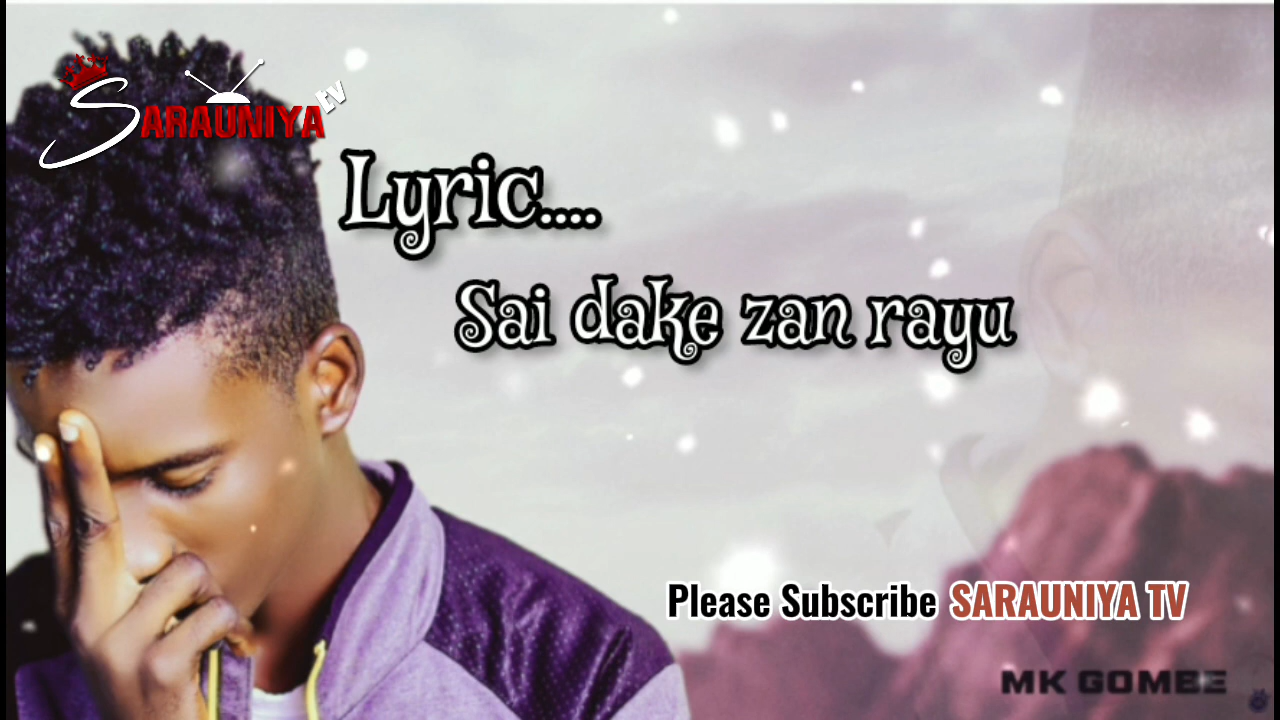 SARAUNIYA tv
Lyric....
Sai dake zan rayu
Please Subscribe SARAUNIYA TV
MK GOMBE